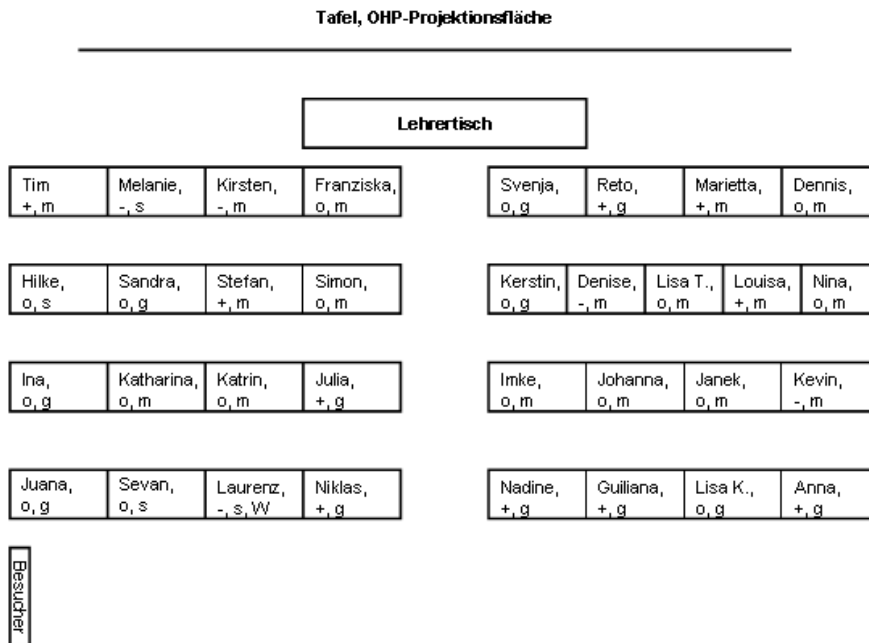 Tafel, OHP-Projektionsfläche
Lehrertisch
Tim
+, m
Melanie,
-, s
Kirsten,
-, m
Franziska,
o, m
Svenja,
o, g
Reto,
+, g
Marietta,
+, m
Dennis,
o, m
Hilke,
o, s
Sandra,
o, g
Stefan,
+, m
Simon,
o, m
Kerstin,
o, g
Denise,
-, m
Lisa T.,
o, m
Louisa,
+, m
Nina,
o, m
Ina,
o, g
Katharina,
o, m
Katrin,
o, m
Julia,
+, g
Imke,
o, m
Johanna,
o, m
Janek,
o, m
Kevin,
-, m
Juana,
o, g
Sevan,
o, s
Laurenz,
-, s, W
Niklas,
+, g
Nadine,
+, g
Guiliana,
+, g
Lisa K.,
o, g
Anna,
+, g
Besucher